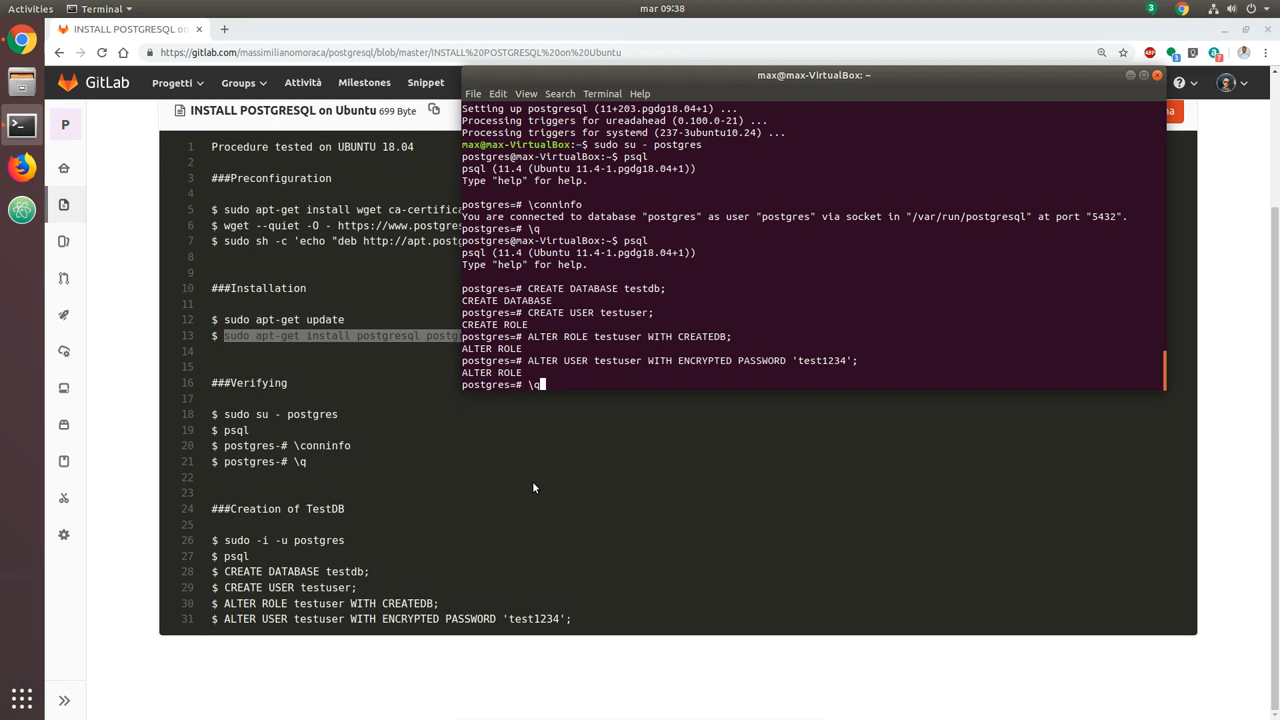 Activities
Terminal
mar 09:38
3
INSTALL POSTGRESQL on
https://gitlab.com/massimilianomoraca/postgresql/blob/master/INSTALL%20POSTGRESQL%20on%20Ubuntu
ABP
3
7
GitLab
Progetti
Groups
Attività
Milestones
Snippet
P
INSTALL POSTGRESQL on Ubuntu 699 Byte
1 Procedure tested on UBUNTU 18.04
2
3 ###Preconfiguration
4
5 $ sudo apt-get install wget ca-certifica
6 $ wget --quiet -O - https://www.postgres
7 $ sudo sh -c 'echo "deb http://apt.postg
8
9
10 ###Installation
11
12 $ sudo apt-get update
13 $ sudo apt-get install postgresql postg
14
15
16 ###Verifying
17
18 $ sudo su - postgres
19 $ psql
20 $ postgres-# \conninfo
21 $ postgres-# \q
22
23
24 ###Creation of TestDB
25
26 $ sudo -i -u postgres
27 $ psql
28 $ CREATE DATABASE testdb;
29 $ CREATE USER testuser;
30 $ ALTER ROLE testuser WITH CREATEDB;
31 $ ALTER USER testuser WITH ENCRYPTED PASSWORD 'test1234';
max@max-VirtualBox: ~
File Edit View Search Terminal Help
Setting up postgresql (11+203.pgdg18.04+1) ...
Processing triggers for ureadahead (0.100.0-21) ...
Processing triggers for systemd (237-3ubuntu10.24) ...
max@max-VirtualBox:~$ sudo su - postgres
postgres@max-VirtualBox:~$ psql
psql (11.4 (Ubuntu 11.4-1.pgdg18.04+1))
Type "help" for help.
postgres=# \conninfo
You are connected to database "postgres" as user "postgres" via socket in "/var/run/postgresql" at port "5432".
postgres=# \q
postgres@max-VirtualBox:~$ psql
psql (11.4 (Ubuntu 11.4-1.pgdg18.04+1))
Type "help" for help.
postgres=# CREATE DATABASE testdb;
CREATE DATABASE
postgres=# CREATE USER testuser;
CREATE ROLE
postgres=# ALTER ROLE testuser WITH CREATEDB;
ALTER ROLE
postgres=# ALTER USER testuser WITH ENCRYPTED PASSWORD 'test1234';
ALTER ROLE
postgres=# \q
ma